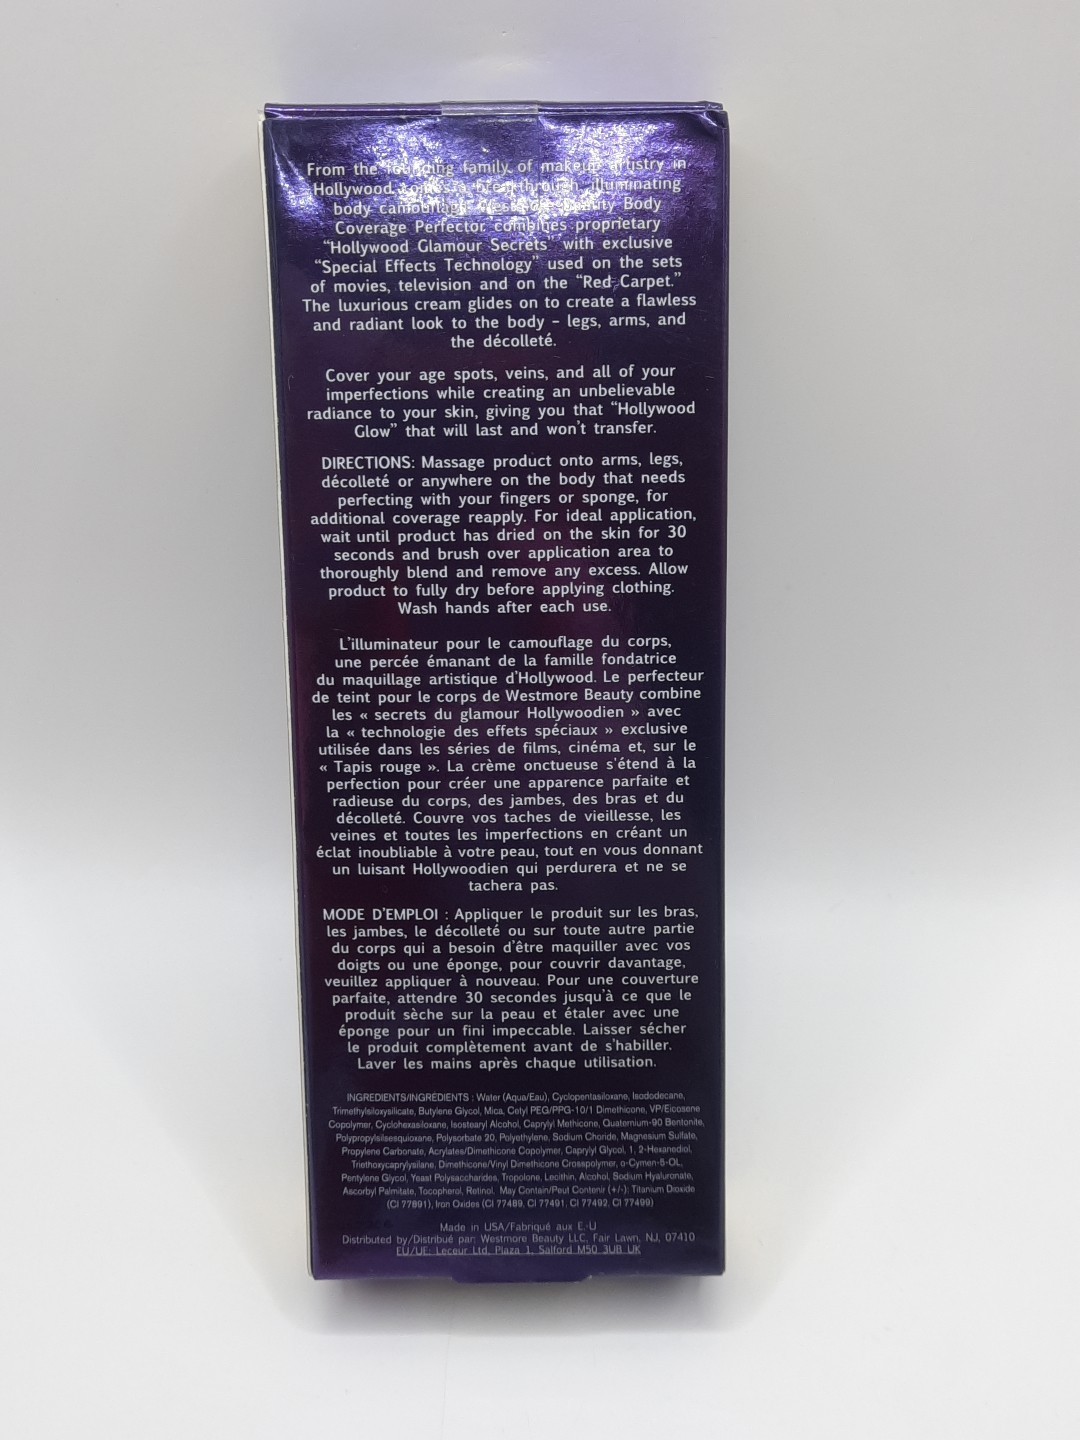 From the founding family of makeup artistry in
Hollywood comes a breakthrough illuminating
body camouflage. Westmore Beauty Body
Coverage Perfector combines proprietary
“Hollywood Glamour Secrets” with exclusive
“Special Effects Technology” used on the sets
of movies, television and on the “Red Carpet.”
The luxurious cream glides on to create a flawless
and radiant look to the body – legs, arms, and
the décolleté.
Cover your age spots, veins, and all of your
imperfections while creating an unbelievable
radiance to your skin, giving you that “Hollywood
Glow” that will last and won't transfer.
DIRECTIONS: Massage product onto arms, legs,
décolleté or anywhere on the body that needs
perfecting with your fingers or sponge, for
additional coverage reapply. For ideal application,
wait until product has dried on the skin for 30
seconds and brush over application area to
thoroughly blend and remove any excess. Allow
product to fully dry before applying clothing.
Wash hands after each use.
L'illuminateur pour le camouflag du corps,
une percée émanant de la famille fondatrice
du maquillage artistique d'Hollywood. Le perfecteur
de teint pour le corps de Westmore Beauty combine
les « secrets du glamour Hollywoodien » avec
la « technologie des effets spéciaux » exclusive
utilisée dans les séries de films, cinéma et, sur le
« Tapis rouge ». La crème onctueuse s'étend à la
perfection pour créer une apparence parfaite et
radieuse du corps, des jambes, des bras et du
décolleté. Couvre vos taches de vieillesse, les
veines et toutes les imperfections en créant un
éclat inoubliable à votre peau, tout en vous donnant
un luisant Hollywoodien qui perdurera et ne se
tachera pas.
MODE D'EMPLOI : Appliquer le produit sur les bras,
les jambes, le décolleté ou sur toute autre partie
du corps qui a besoin d'être maquiller avec vos
doigts ou une éponge, pour couvrir davantage,
veuillez appliquer à nouveau. Pour une couverture
parfaite, attendre 30 secondes jusqu'à ce que le
produit sèche sur la peau et étaler avec une
éponge pour un fini impeccable. Laisser sécher
le produit complètement avant de s'habiller.
Laver les mains après chaque utilisation.
INGREDIENTS/INGRÉDIENTS : Water (Aqua/Eau), Cyclopentasiloxane, Isododecane,
Trimethylsiloxysilicate, Butylene Glycol, Mica, Cetyl PEG/PPG-10/1 Dimethicone, VP/Eicosene
Copolymer, Cyclohexasiloxane, Isostearyl Alcohol, Caprylyl Methicone, Quaternium-90 Bentonite,
Polypropylsilsesquioxane, Polysorbate 20, Polyethylene, Sodium Choride, Magnesium Sulfate,
Propylene Carbonate, Acrylates/Dimethicone Copolymer, Caprylyl Glycol, 1, 2-Hexanediol,
Triethoxycaprylysilane, Dimethicone/Vinyl Dimethicone Crosspolymer, o-Cymen-5-OL,
Pentylene Glycol, Yeast Polysaccharides, Tropolone, Lecithin, Alcohol, Sodium Hyaluronate,
Ascorbyl Palmitate, Tocopherol, Retinol. May Contain/Peut Contenir (+/-): Titanium Dioxide
(CI 77891), Iron Oxides (CI 77489, CI 77491, CI 77492, CI 77499)
Made in USA/Fabriqué aux E.-U
Distributed by/Distribué par: Westmore Beauty LLC, Fair Lawn, NJ, 07410
EU/UE: Leceur Ltd, Plaza 1, Salford M50 3UB UK